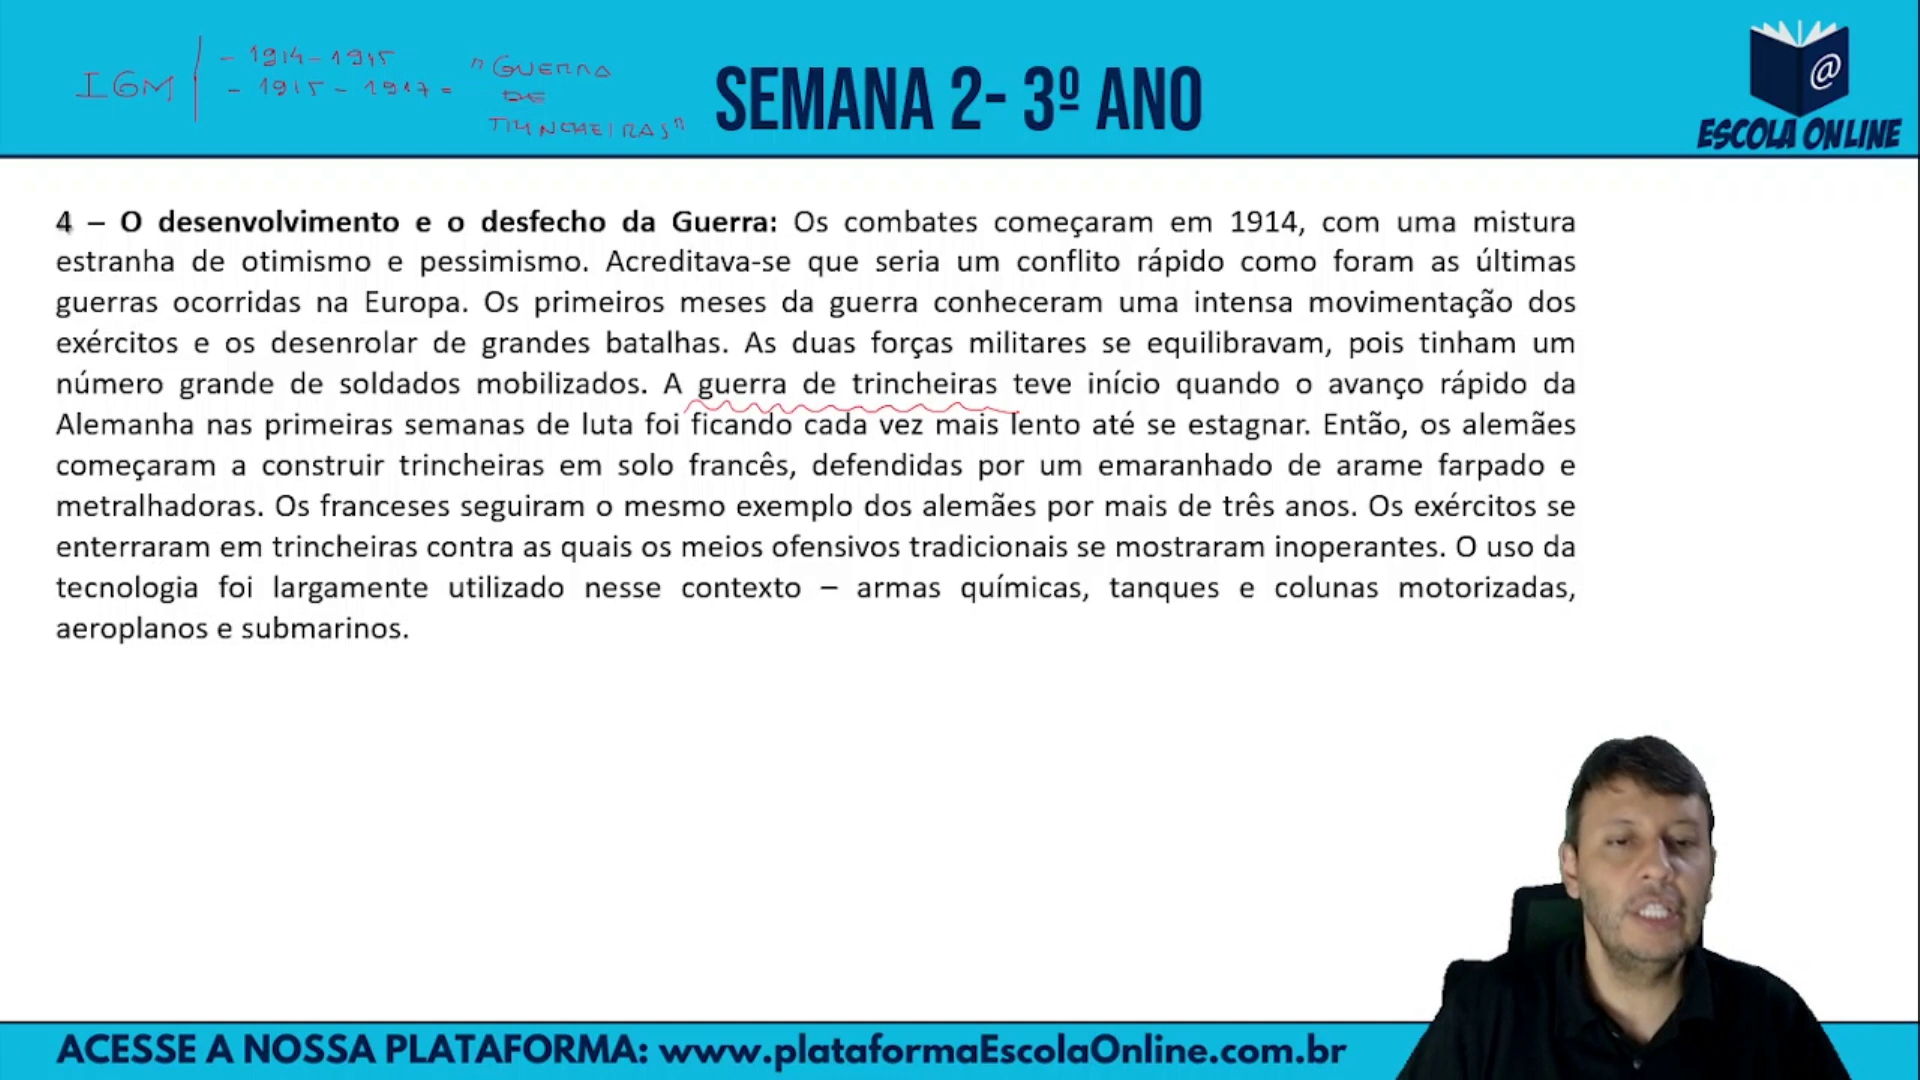 IGM
- 1914-1915
- 1915-1917 =
"GUERRA
DE
TRINCHEIRAS"
SEMANA 2- 3º ANO
@
ESCOLA ONLINE
4 – O desenvolvimento e o desfecho da Guerra: Os combates começaram em 1914, com uma mistura
estranha de otimismo e pessimismo. Acreditava-se que seria um conflito rápido como foram as últimas
guerras ocorridas na Europa. Os primeiros meses da guerra conheceram uma intensa movimentação dos
exércitos e os desenrolar de grandes batalhas. As duas forças militares se equilibravam, pois tinham um
número grande de soldados mobilizados. A guerra de trincheiras teve início quando o avanço rápido da
Alemanha nas primeiras semanas de luta foi ficando cada vez mais lento até se estagnar. Então, os alemães
começaram a construir trincheiras em solo francês, defendidas por um emaranhado de arame farpado e
metralhadoras. Os franceses seguiram o mesmo exemplo dos alemães por mais de três anos. Os exércitos se
enterraram em trincheiras contra as quais os meios ofensivos tradicionais se mostraram inoperantes. O uso da
tecnologia foi largamente utilizado nesse contexto – armas químicas, tanques e colunas motorizadas,
aeroplanos e submarinos.
ACESSE A NOSSA PLATAFORMA: www.plataformaEscolaOnline.com.br